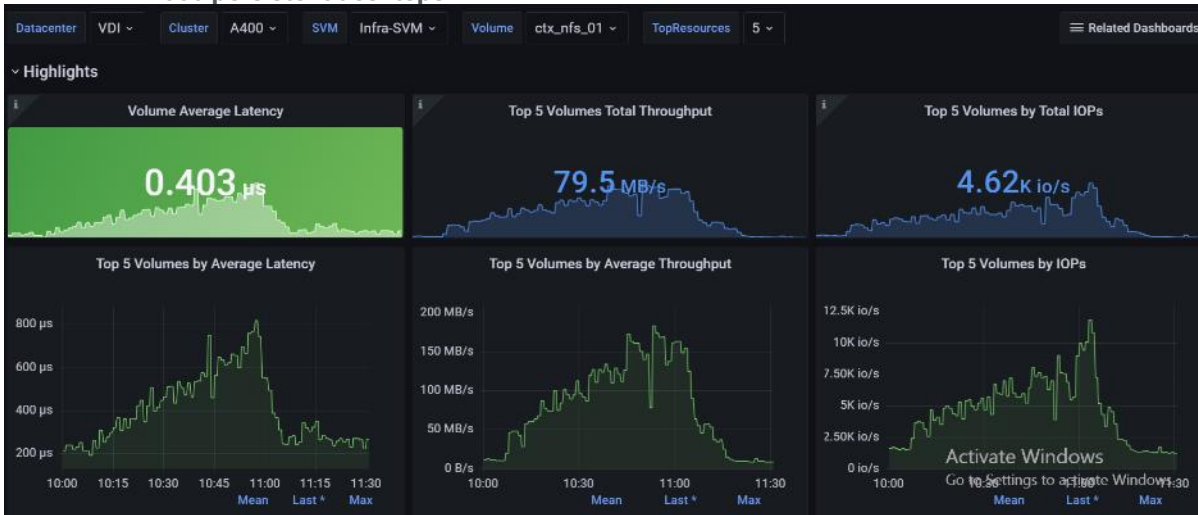 Datacenter VDI Cluster A400 SVM Infra-SVM Volume ctx_nfs_01 TopResources 5 Related Dashboards
Highlights
Volume Average Latency
0.403 µs
Top 5 Volumes Total Throughput
79.5 MB/s
Top 5 Volumes by Total IOPs
4.62K io/s
Top 5 Volumes by Average Latency
800 µs
600 µs
400 µs
200 µs
10:00 10:15 10:30 10:45 11:00 11:15 11:30
Mean Last * Max
Top 5 Volumes by Average Throughput
200 MB/s
150 MB/s
100 MB/s
50 MB/s
0 B/s
10:00 10:30 11:00 11:30
Mean Last * Max
Top 5 Volumes by IOPs
12.5K io/s
10K io/s
7.50K io/s
5K io/s
2.50K io/s
0 io/s
10:00 10:30 11:00 11:30
Mean Last * Max
Activate Windows
Go to Settings to activate Windows.